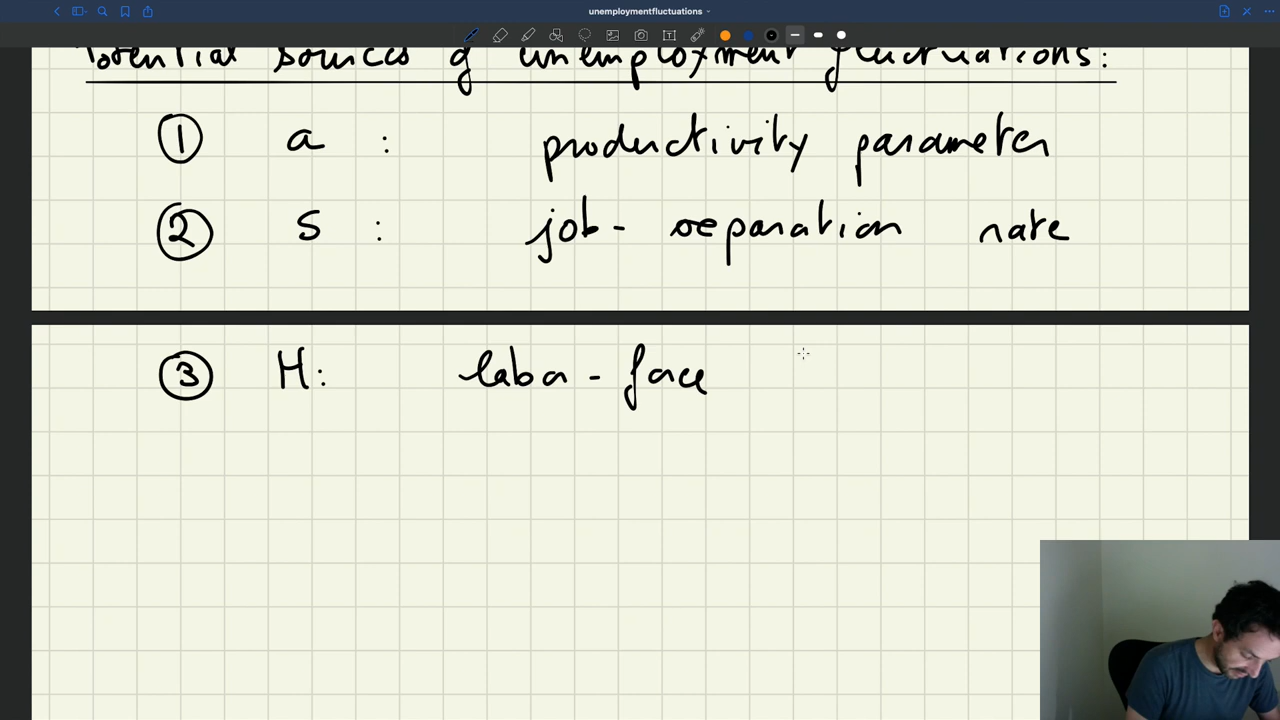 unemploymentfluctuations
Potential sources of unemployment fluctuations:
① a : productivity parameter
② s : job-separation rate
③ H: labor-force